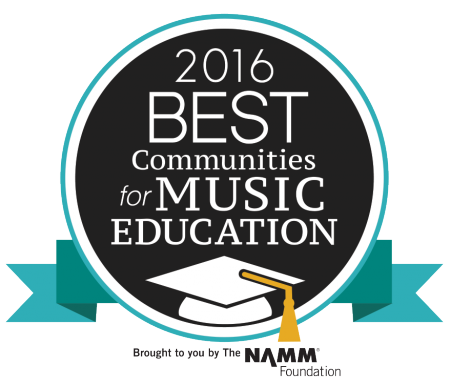 2016
BEST
Communities
for MUSIC
EDUCATION
Brought to you by The NAMM®
Foundation